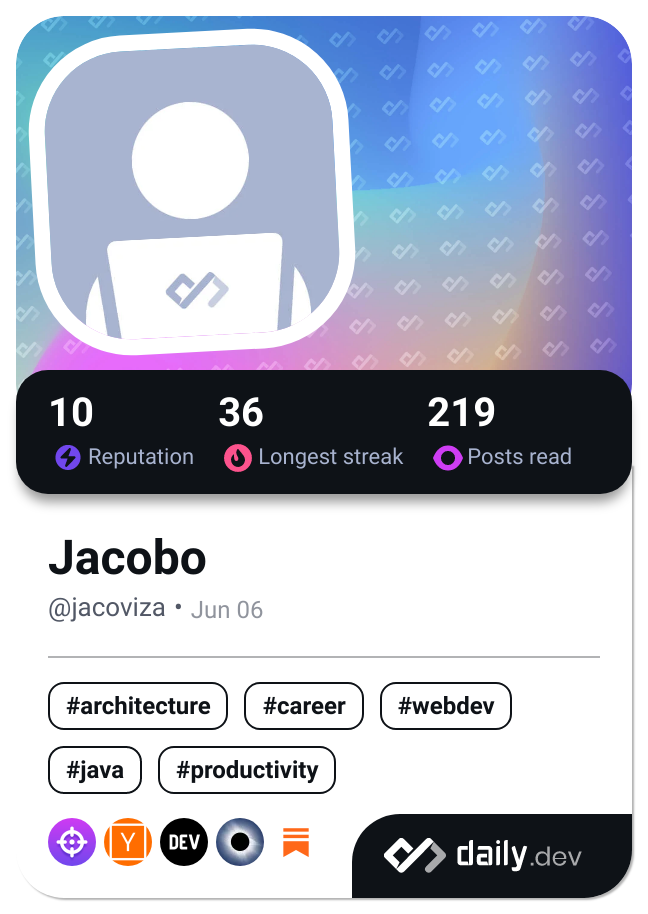 10 36 219
Reputation Longest streak Posts read
Jacobo
@jacoviza • Jun 06
#architecture #career #webdev
#java #productivity
Y DEV daily.dev